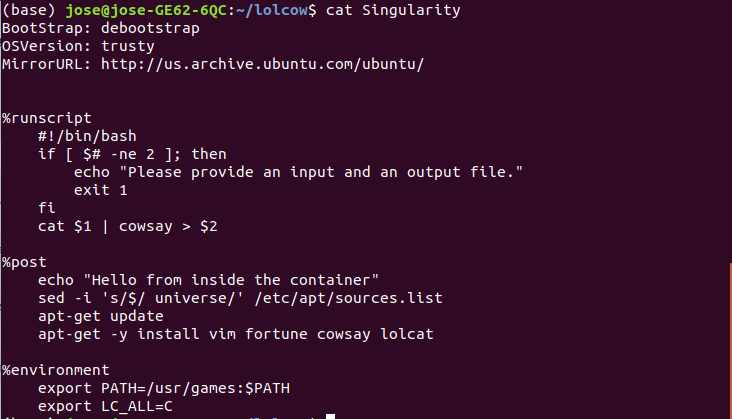 (base) jose@jose-GE62-6QC:~/lolcow$ cat Singularity
BootStrap: debootstrap
OSVersion: trusty
MirrorURL: http://us.archive.ubuntu.com/ubuntu/
%runscript
#!/bin/bash
if [ $# -ne 2 ]; then
echo "Please provide an input and an output file."
exit 1
fi
cat $1 | cowsay > $2
%post
echo "Hello from inside the container"
sed -i 's/$/ universe/' /etc/apt/sources.list
apt-get update
apt-get -y install vim fortune cowsay lolcat
%environment
export PATH=/usr/games:$PATH
export LC_ALL=C